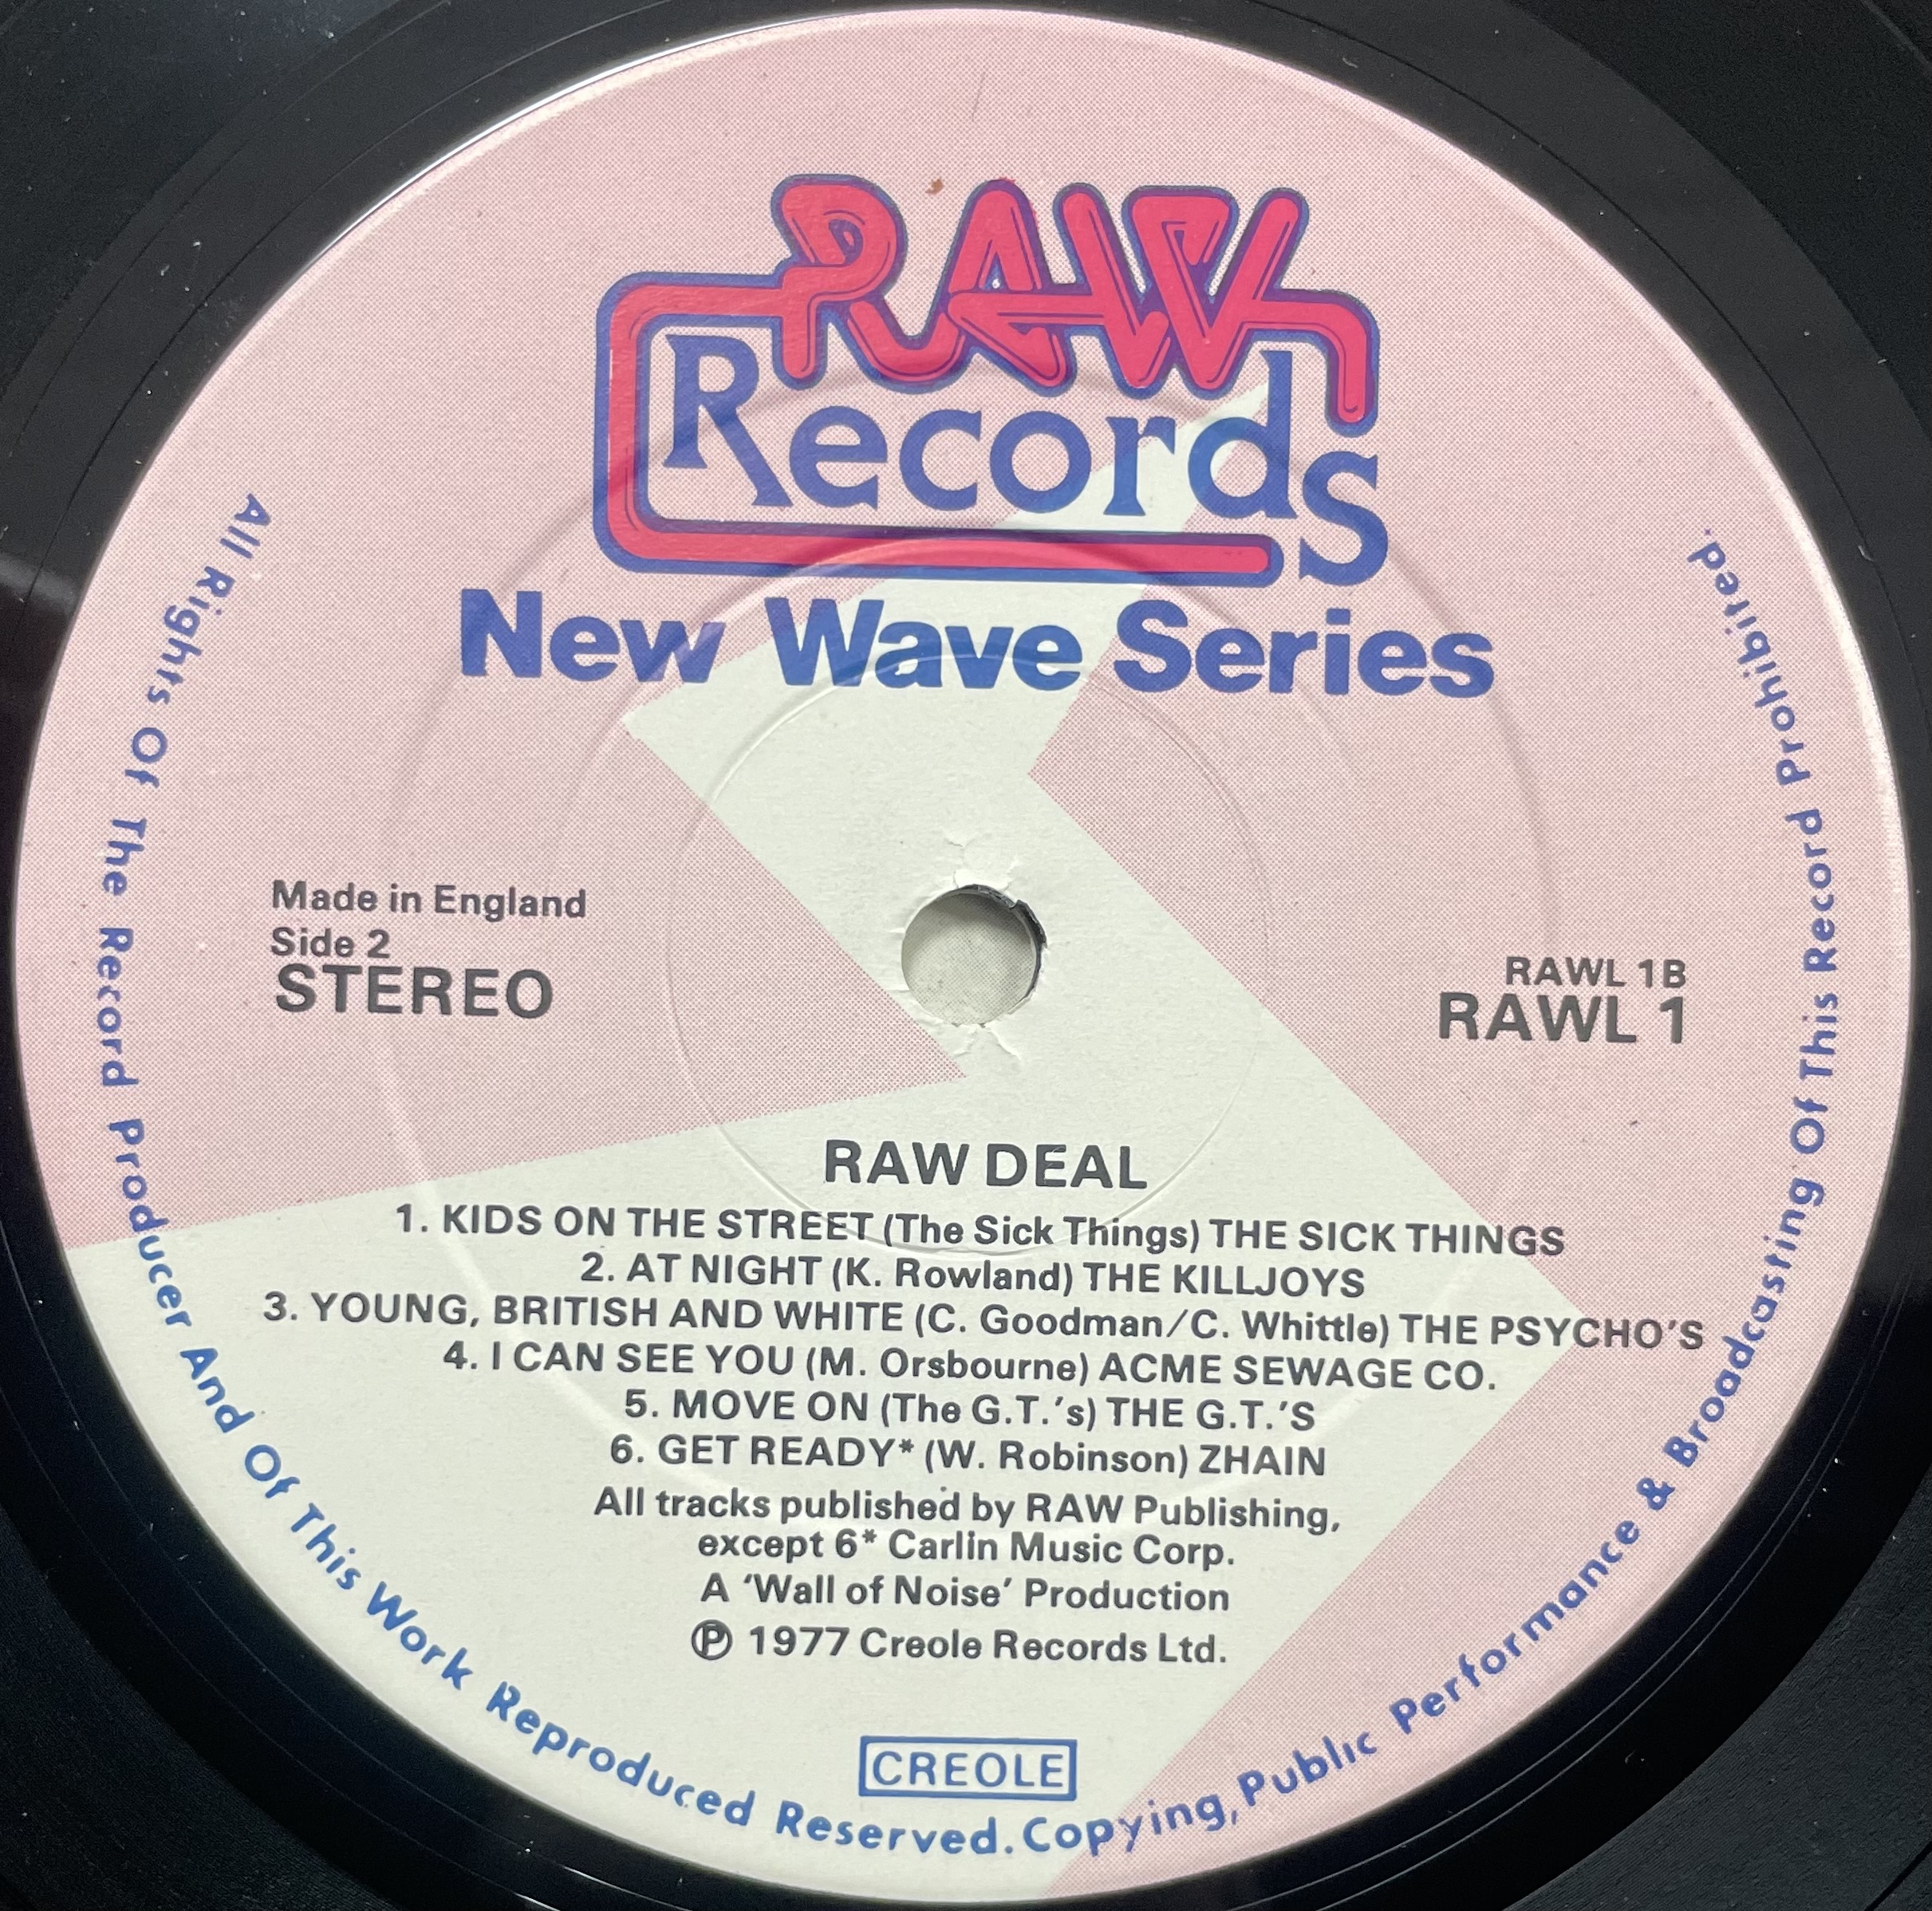 RAW
Records
New Wave Series
Made in England
Side 2
STEREO
RAWL 1B
RAWL 1
RAW DEAL
1. KIDS ON THE STREET (The Sick Things) THE SICK THINGS
2. AT NIGHT (K. Rowland) THE KILLJOYS
3. YOUNG, BRITISH AND WHITE (C. Goodman/C. Whittle) THE PSYCHO'S
4. I CAN SEE YOU (M. Orsbourne) ACME SEWAGE CO.
5. MOVE ON (The G.T.'s) THE G.T.'S
6. GET READY* (W. Robinson) ZHAIN
All tracks published by RAW Publishing,
except 6* Carlin Music Corp.
A 'Wall of Noise' Production
Ⓟ 1977 Creole Records Ltd.
CREOLE
All Rights Of The Record Producer And Of This Work Reproduced Reserved. Copying, Public Performance & Broadcasting Of This Record Prohibited.